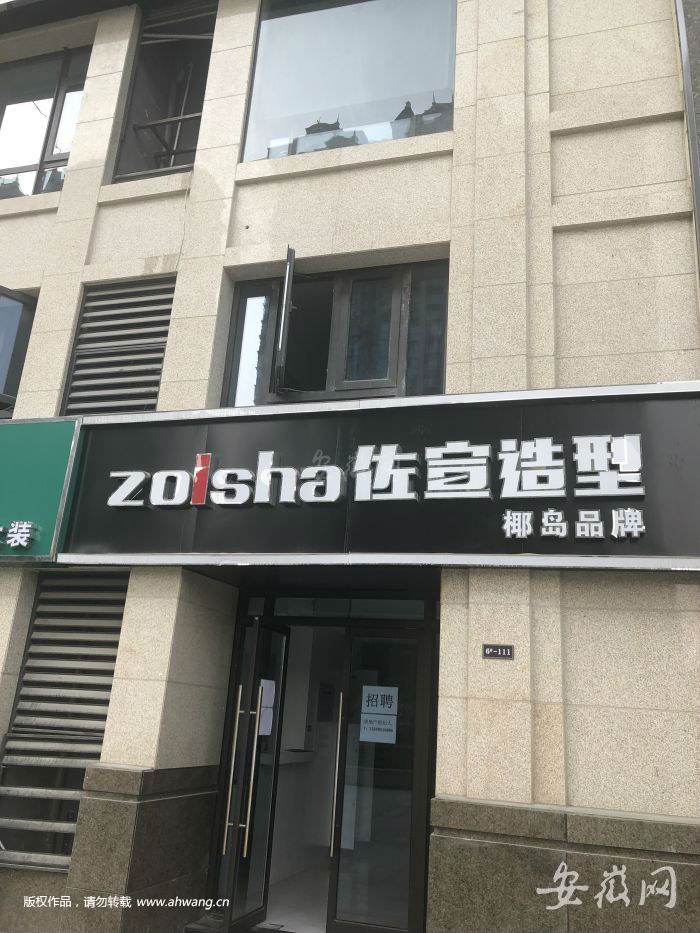 zoisha佐宣造型
椰岛品牌
装
6#-111
招聘
安徽网
版权作品，请勿转载 www.ahwang.cn